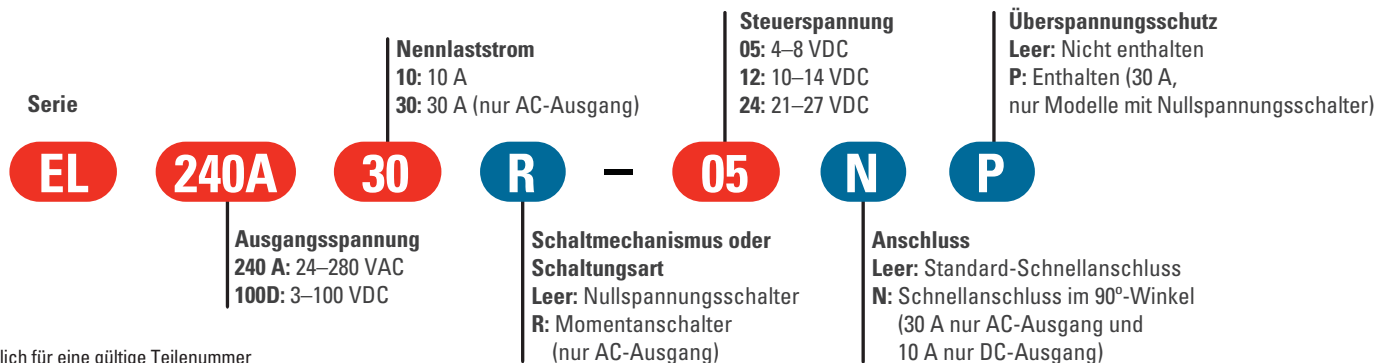 Serie
Nennlaststrom
10: 10 A
30: 30 A (nur AC-Ausgang)
Steuerspannung
05: 4–8 VDC
12: 10–14 VDC
24: 21–27 VDC
Überspannungsschutz
Leer: Nicht enthalten
P: Enthalten (30 A,
nur Modelle mit Nullspannungsschalter)
EL 240A 30 R – 05 N P
Ausgangsspannung
240 A: 24–280 VAC
100D: 3–100 VDC
Schaltmechanismus oder
Schaltungsart
Leer: Nullspannungsschalter
R: Momentanschalter
(nur AC-Ausgang)
Anschluss
Leer: Standard-Schnellanschluss
N: Schnellanschluss im 90º-Winkel
(30 A nur AC-Ausgang und
10 A nur DC-Ausgang)
lich für eine gültige Teilenummer